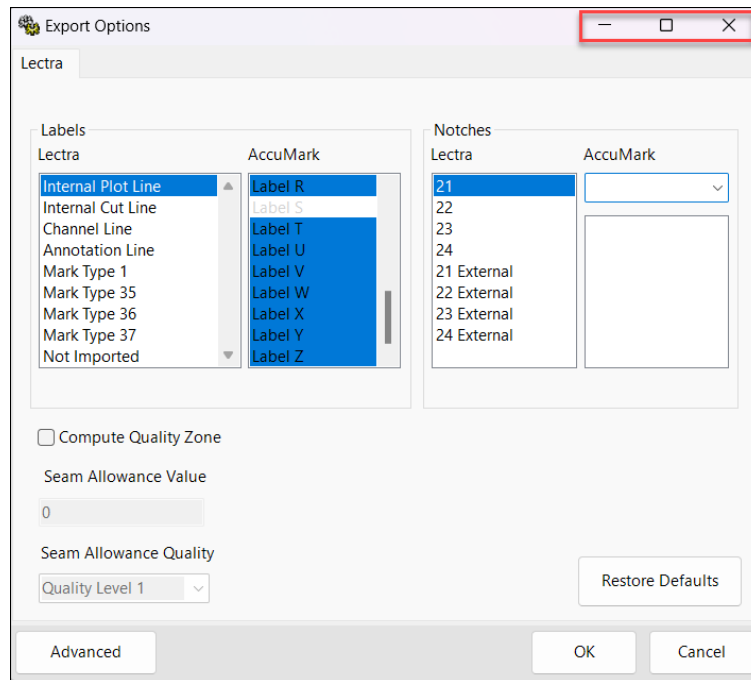 Export Options
Lectra
Labels
Lectra
AccuMark
Internal Plot Line
Internal Cut Line
Channel Line
Annotation Line
Mark Type 1
Mark Type 35
Mark Type 36
Mark Type 37
Not Imported
Label R
Label S
Label T
Label U
Label V
Label W
Label X
Label Y
Label Z
Notches
Lectra
AccuMark
21
22
23
24
21 External
22 External
23 External
24 External
Compute Quality Zone
Seam Allowance Value
0
Seam Allowance Quality
Quality Level 1
Restore Defaults
Advanced
OK
Cancel